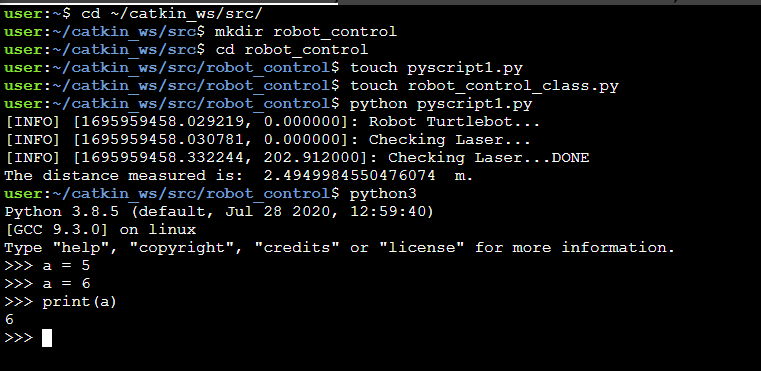 user:~$ cd ~/catkin_ws/src/
user:~/catkin_ws/src$ mkdir robot_control
user:~/catkin_ws/src$ cd robot_control
user:~/catkin_ws/src/robot_control$ touch pyscript1.py
user:~/catkin_ws/src/robot_control$ touch robot_control_class.py
user:~/catkin_ws/src/robot_control$ python pyscript1.py
[INFO] [1695959458.029219, 0.000000]: Robot Turtlebot...
[INFO] [1695959458.030781, 0.000000]: Checking Laser...
[INFO] [1695959458.332244, 202.912000]: Checking Laser...DONE
The distance measured is:  2.4949984550476074  m.
user:~/catkin_ws/src/robot_control$ python3
Python 3.8.5 (default, Jul 28 2020, 12:59:40)
[GCC 9.3.0] on linux
Type "help", "copyright", "credits" or "license" for more information.
>>> a = 5
>>> a = 6
>>> print(a)
6
>>>